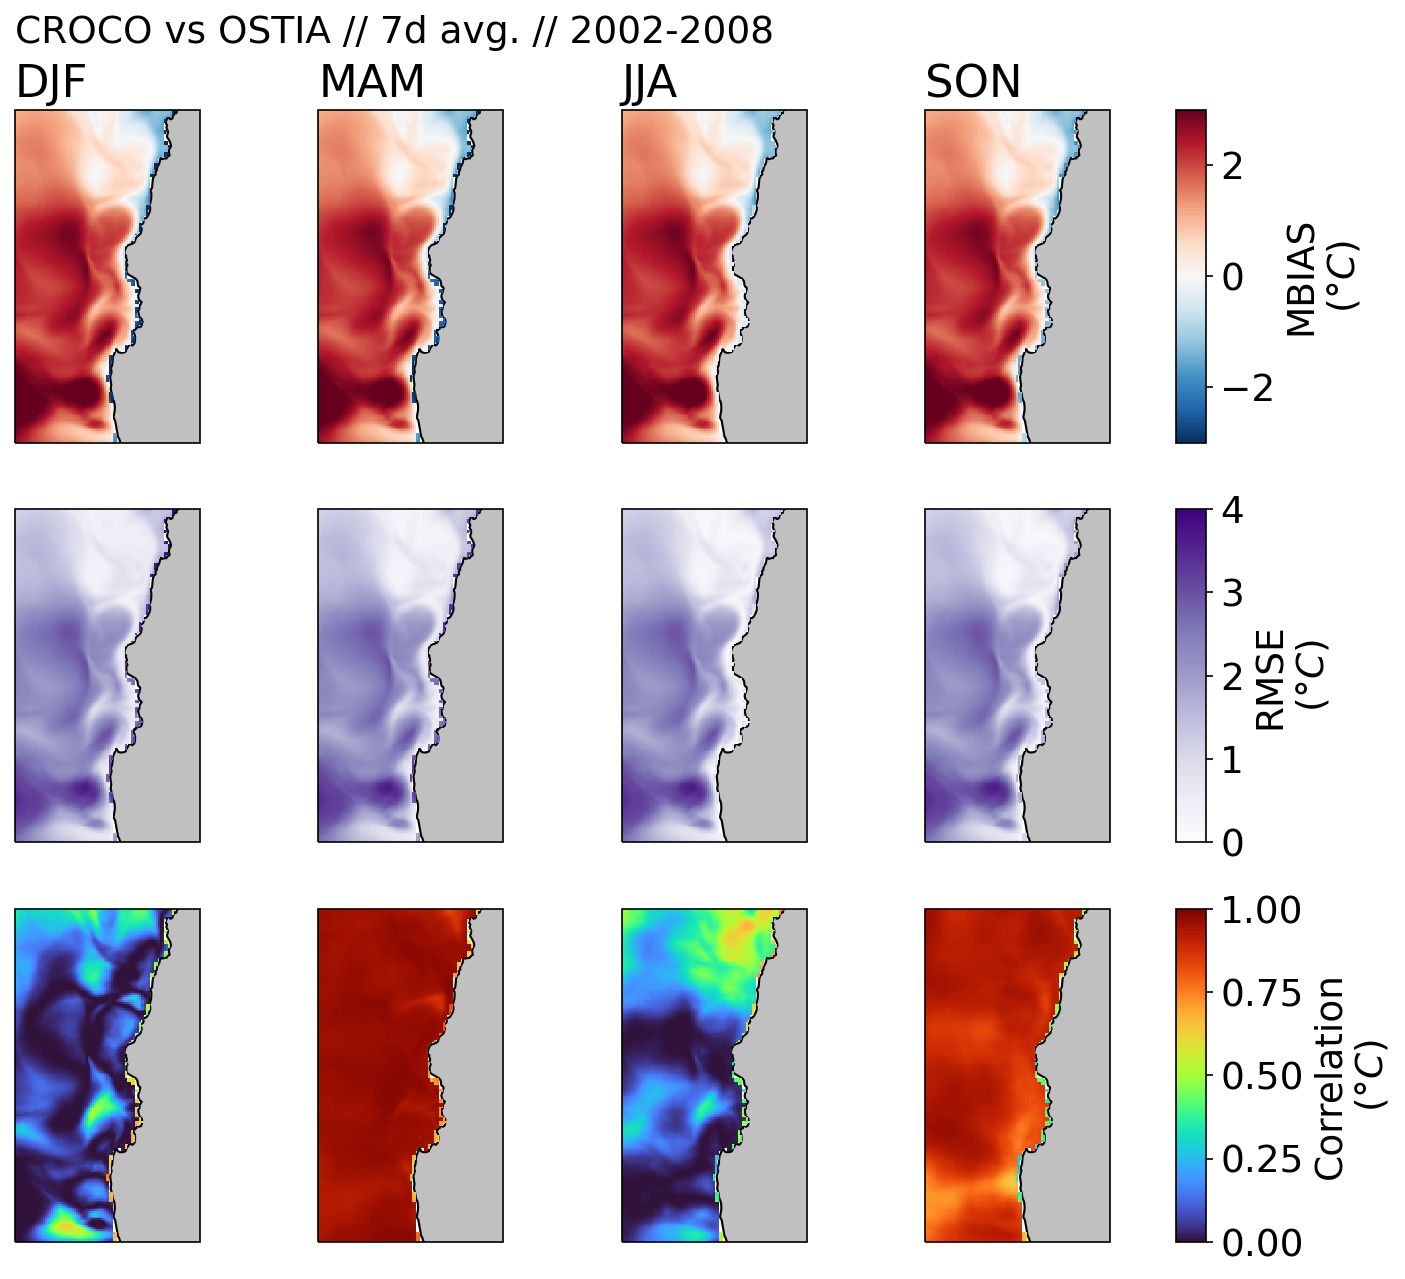 CROCO vs OSTIA // 7d avg. // 2002-2008
DJF
MAM
JJA
SON
2
0
−2
MBIAS
(°C)
4
3
2
1
0
RMSE
(°C)
1.00
0.75
0.50
0.25
0.00
Correlation
(°C)